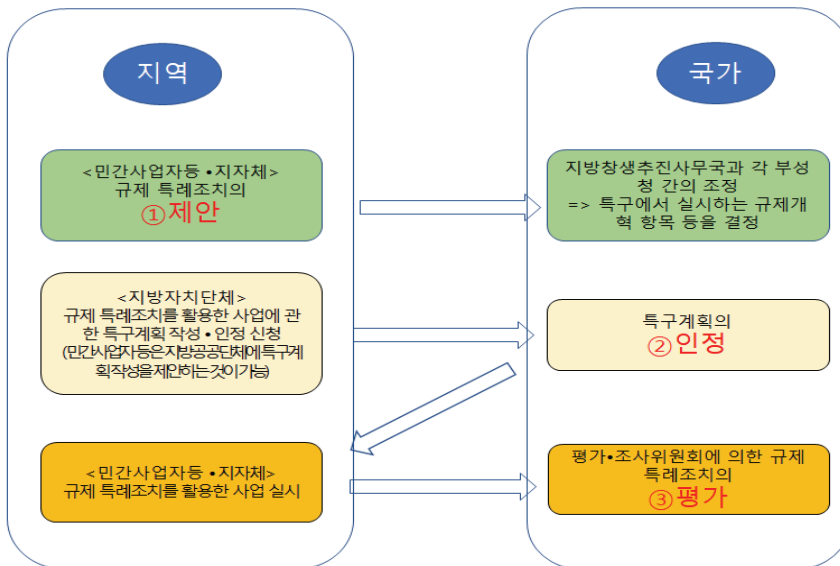 지역
국가
<민간사업자등 •지자체>
규제 특례조치의
①제안
지방창생추진사무국과 각 부성
청 간의 조정
=> 특구에서 실시하는 규제개
혁 항목 등을 결정
<지방자치단체>
규제 특례조치를 활용한 사업에 관
한 특구계획 작성 • 인정 신청
(민간사업자등은지방공공단체에특구계
획작성을제안하는것이가능)
특구계획의
②인정
<민간사업자등 •지자체>
규제 특례조치를 활용한 사업 실시
평가•조사위원회에 의한 규제
특례조치의
③평가